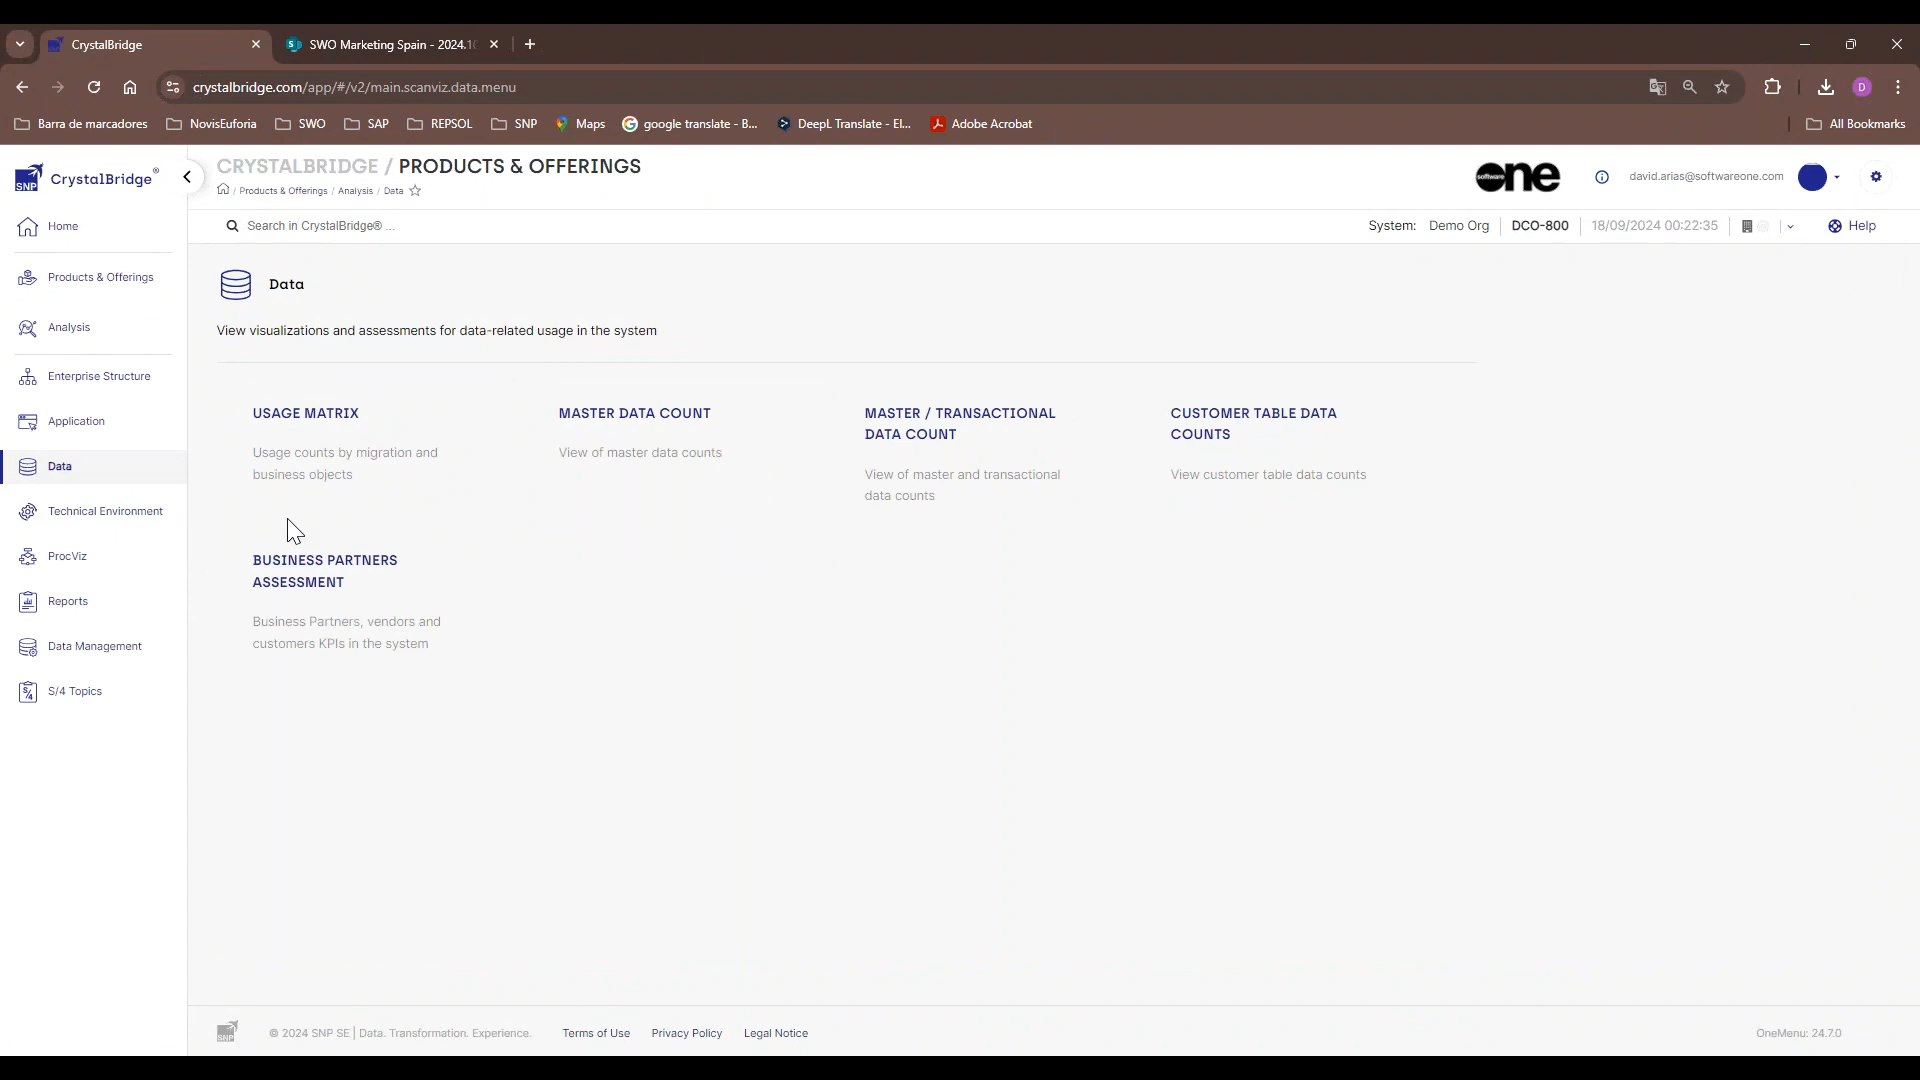 CrystalBridge
SWO Marketing Spain - 2024.1
crystalbridge.com/app/#/v2/main.scanviz.data.menu
D
Barra de marcadores
NovisEuforia
SWO
SAP
REPSOL
SNP
Maps
google translate - B...
DeepL Translate - El...
Adobe Acrobat
All Bookmarks
SNP CrystalBridge®
CRYSTALBRIDGE / PRODUCTS & OFFERINGS
/ Products & Offerings / Analysis / Data
software one
david.arias@softwareone.com
Search in CrystalBridge® ...
System: Demo Org DCO-800 18/09/2024 00:22:35
Help
Home
Products & Offerings
Analysis
Enterprise Structure
Application
Data
Technical Environment
ProcViz
Reports
Data Management
S/4 Topics
Data
View visualizations and assessments for data-related usage in the system
USAGE MATRIX
Usage counts by migration and
business objects
MASTER DATA COUNT
View of master data counts
MASTER / TRANSACTIONAL
DATA COUNT
View of master and transactional
data counts
CUSTOMER TABLE DATA
COUNTS
View customer table data counts
BUSINESS PARTNERS
ASSESSMENT
Business Partners, vendors and
customers KPIs in the system
SNP © 2024 SNP SE | Data. Transformation. Experience.
Terms of Use
Privacy Policy
Legal Notice
OneMenu: 24.7.0